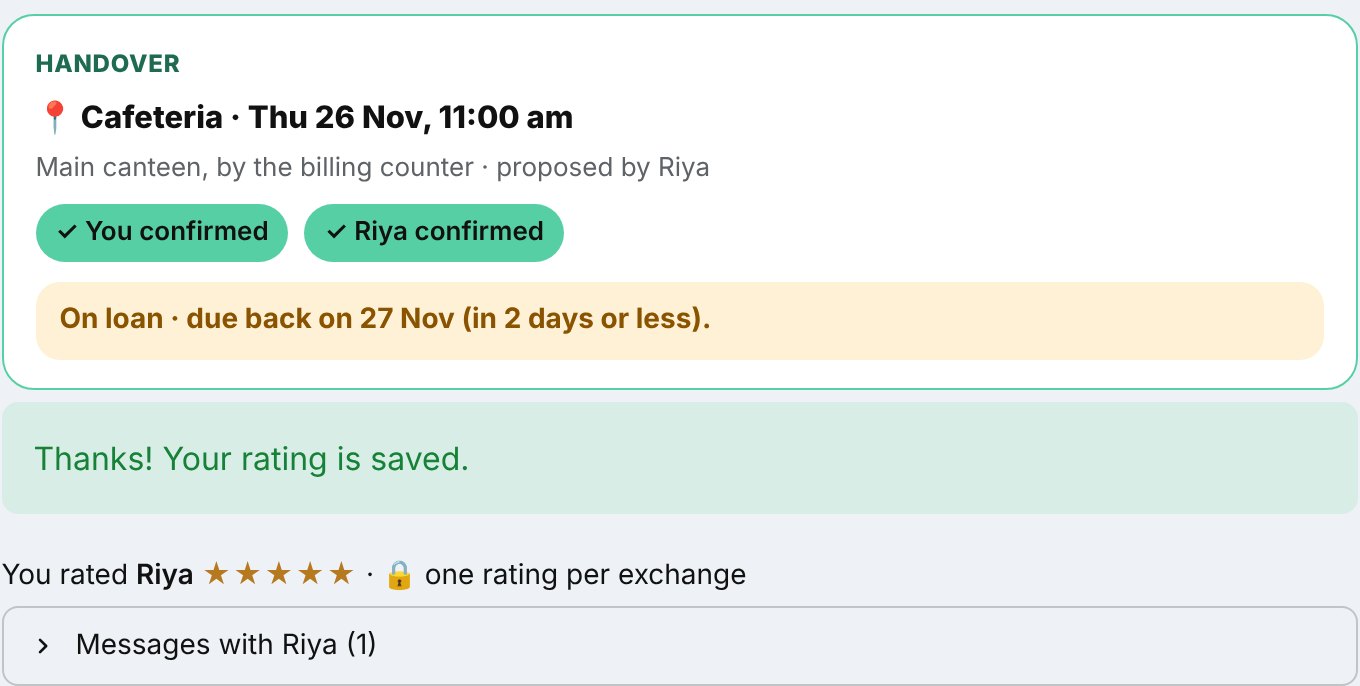 HANDOVER
📍 Cafeteria · Thu 26 Nov, 11:00 am
Main canteen, by the billing counter · proposed by Riya
✓ You confirmed ✓ Riya confirmed
On loan · due back on 27 Nov (in 2 days or less).
Thanks! Your rating is saved.
You rated Riya ★★★★★ · 🔒 one rating per exchange
› Messages with Riya (1)